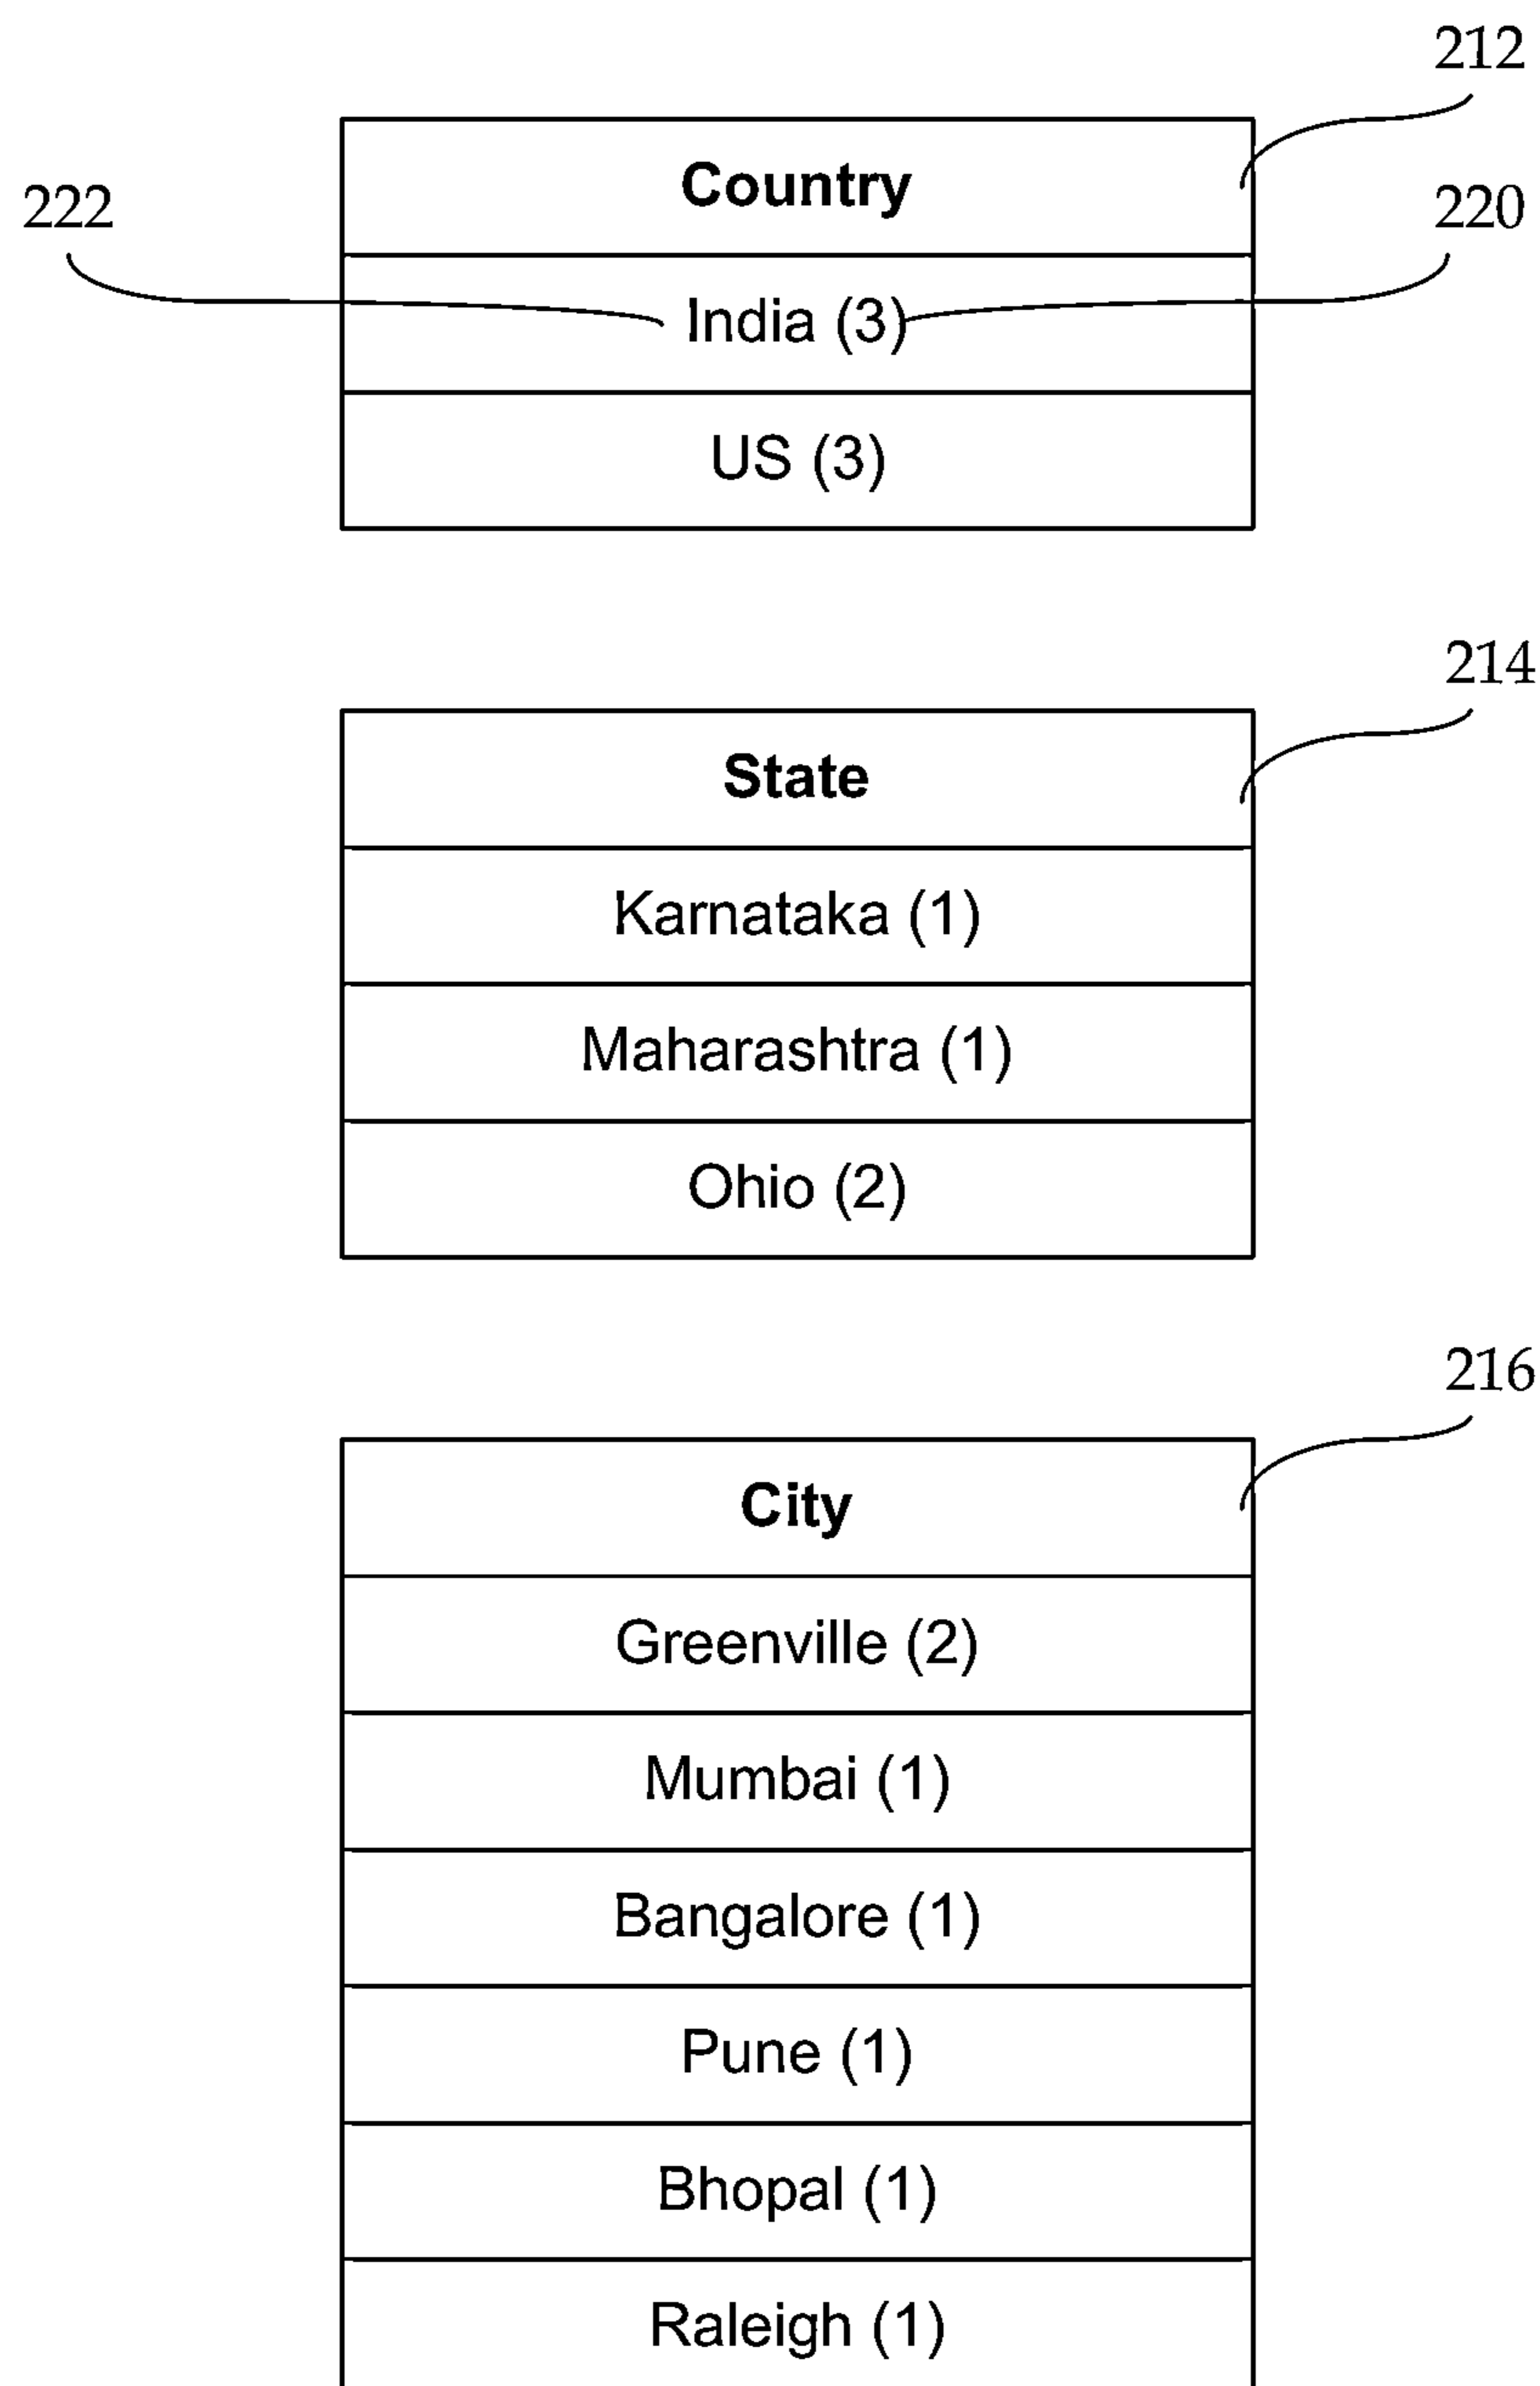 212
Country
222
220
India (3)
US (3)
214
State
Karnataka (1)
Maharashtra (1)
Ohio (2)
216
City
Greenville (2)
Mumbai (1)
Bangalore (1)
Pune (1)
Bhopal (1)
Raleigh (1)